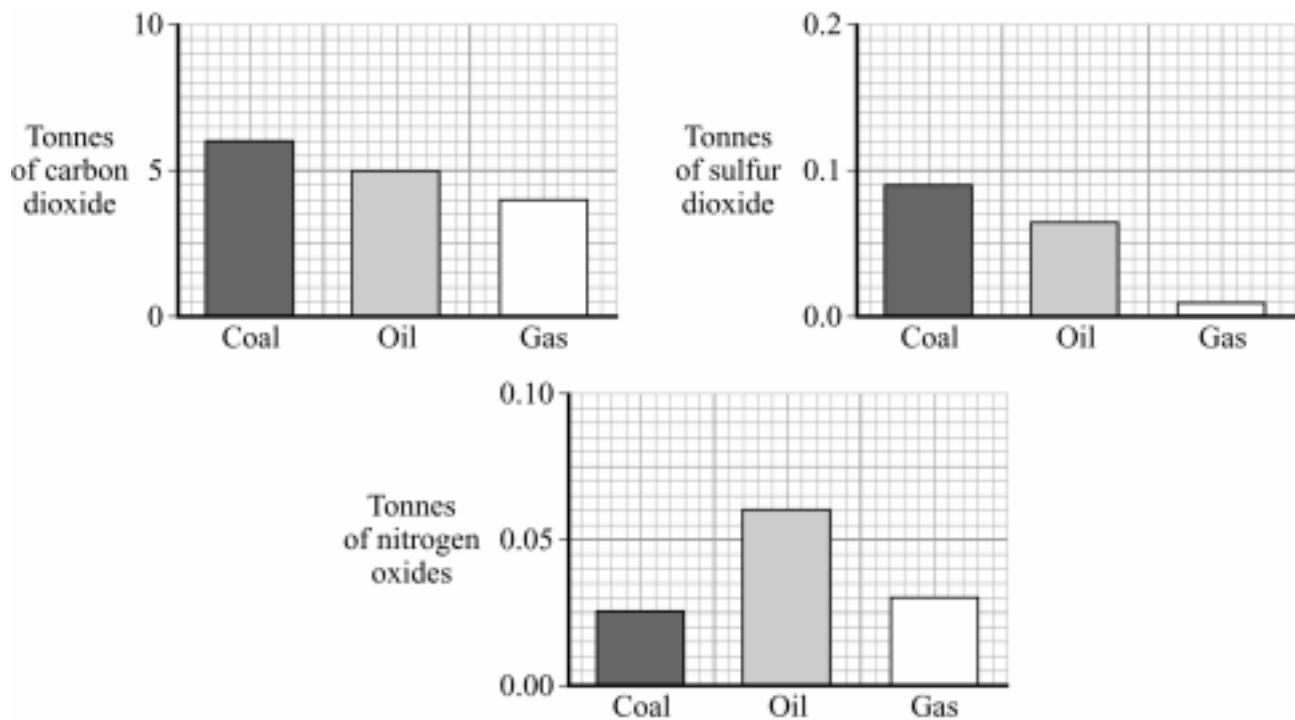 10
Tonnes
of carbon
dioxide
5
0
Coal Oil Gas
0.2
Tonnes
of sulfur
dioxide
0.1
0.0
Coal Oil Gas
0.10
Tonnes
of nitrogen
oxides
0.05
0.00
Coal Oil Gas